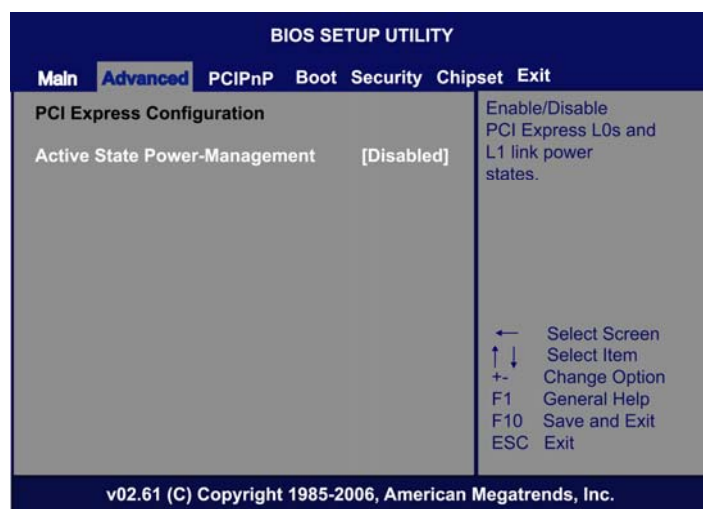 BIOS SETUP UTILITY
Main Advanced PCIPnP Boot Security Chipset Exit
PCI Express Configuration
Active State Power-Management [Disabled]
Enable/Disable
PCI Express L0s and
L1 link power
states.
← Select Screen
↑↓ Select Item
+- Change Option
F1 General Help
F10 Save and Exit
ESC Exit
v02.61 (C) Copyright 1985-2006, American Megatrends, Inc.